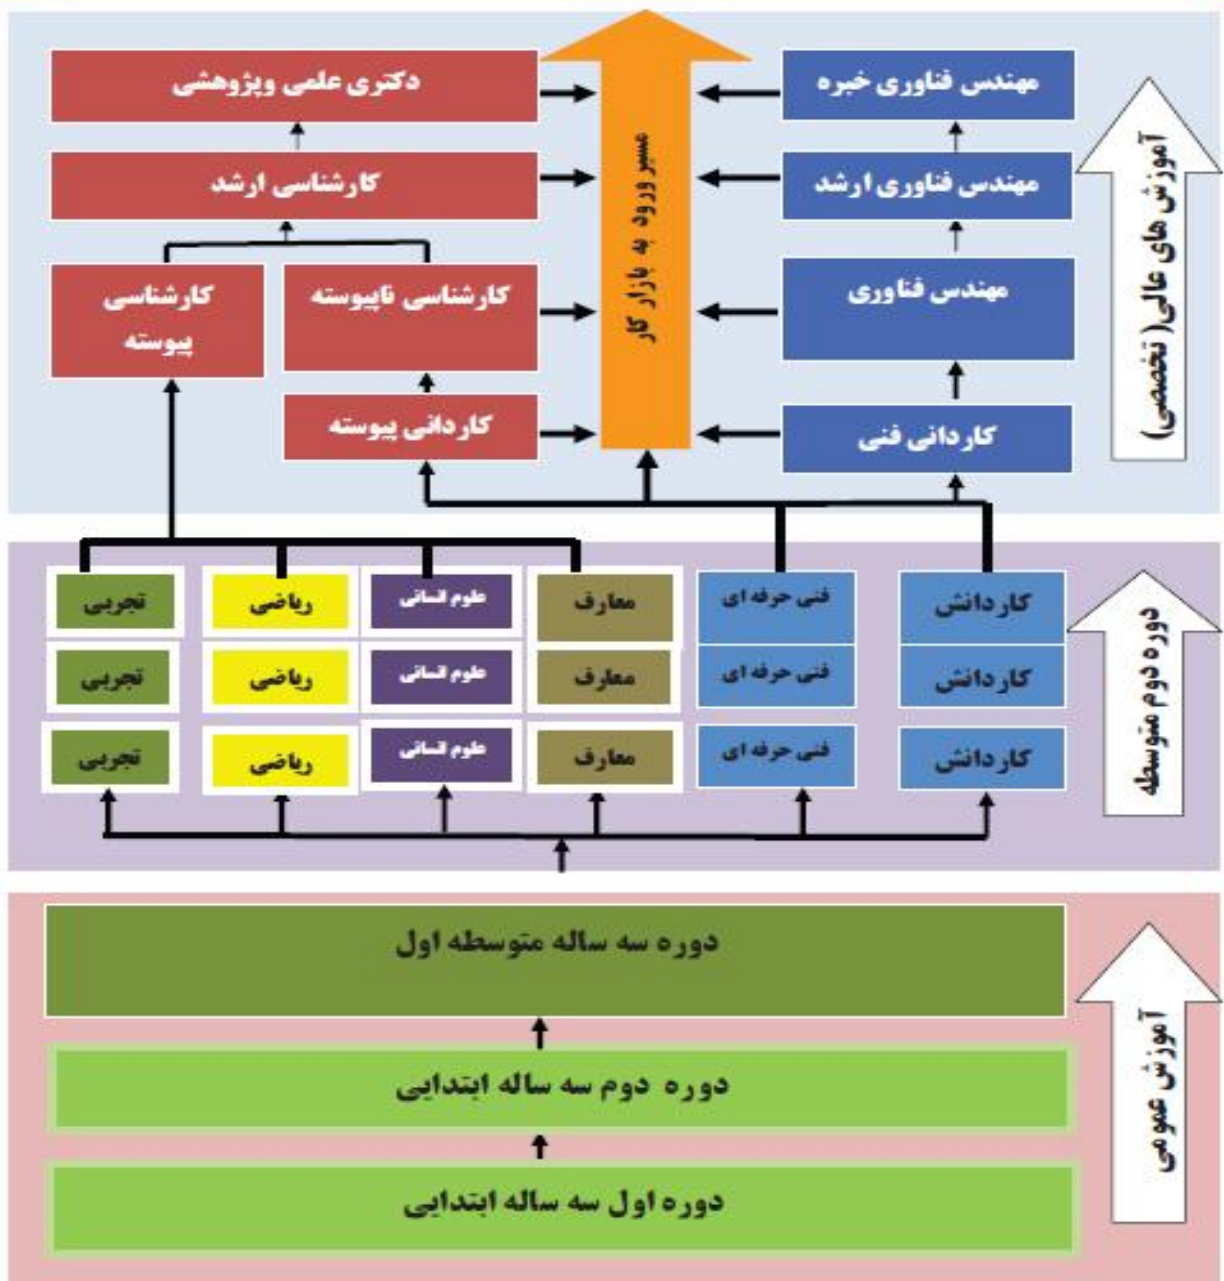 دکتری علمی وپژوهشی
مهندس فناوری خبره
کارشناسی ارشد
مهندس فناوری ارشد
کارشناسی
پیوسته
کارشناسی ناپیوسته
مهندس فناوری
کاردانی پیوسته
کاردانی فنی
مسیر ورود به بازار کار
آموزش های عالی( تخصصی)
کاردانش
فنی حرفه ای
معارف
علوم انسانی
ریاضی
تجربی
کاردانش
فنی حرفه ای
معارف
علوم انسانی
ریاضی
تجربی
کاردانش
فنی حرفه ای
معارف
علوم انسانی
ریاضی
تجربی
دوره دوم متوسطه
دوره سه ساله متوسطه اول
دوره دوم سه ساله ابتدایی
دوره اول سه ساله ابتدایی
آموزش عمومی